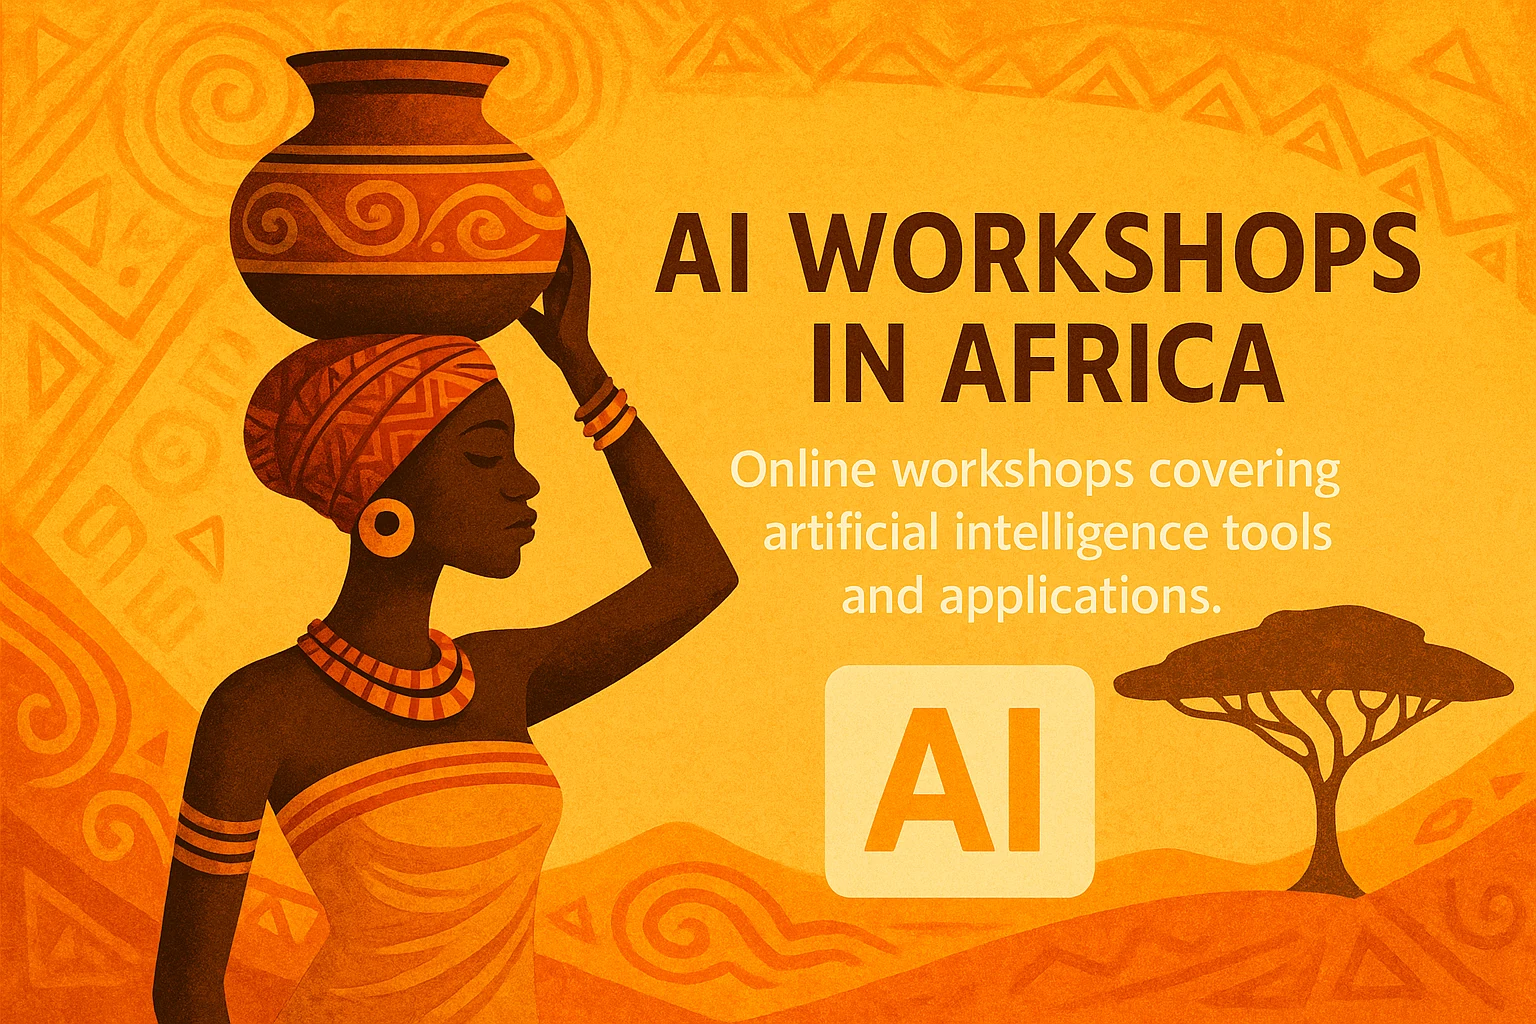 AI WORKSHOPS
IN AFRICA
Online workshops covering
artificial intelligence tools
and applications.
AI